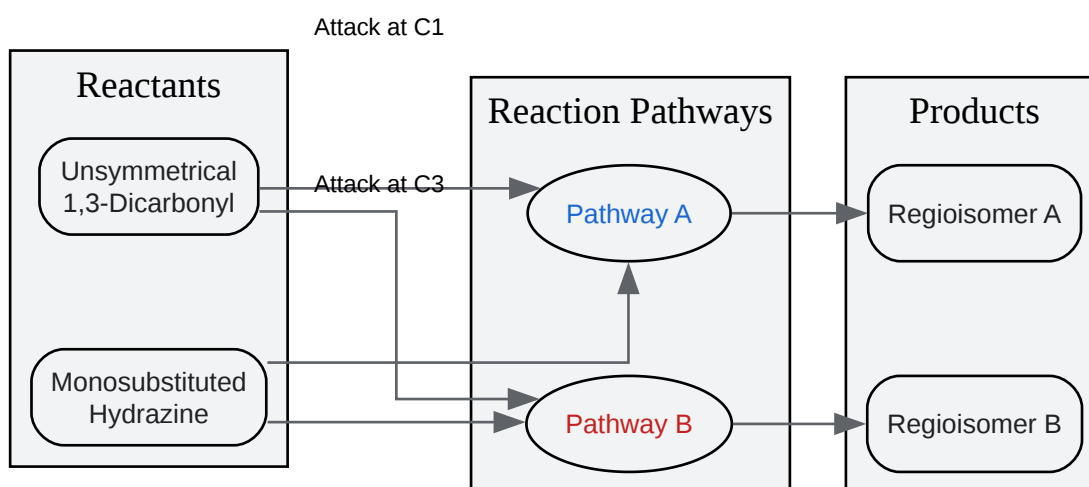 Attack at C1
Reactants
Reaction Pathways
Products
Unsymmetrical
1,3-Dicarbonyl
Attack at C3
Pathway A
Regioisomer A
Monosubstituted
Hydrazine
Pathway B
Regioisomer B